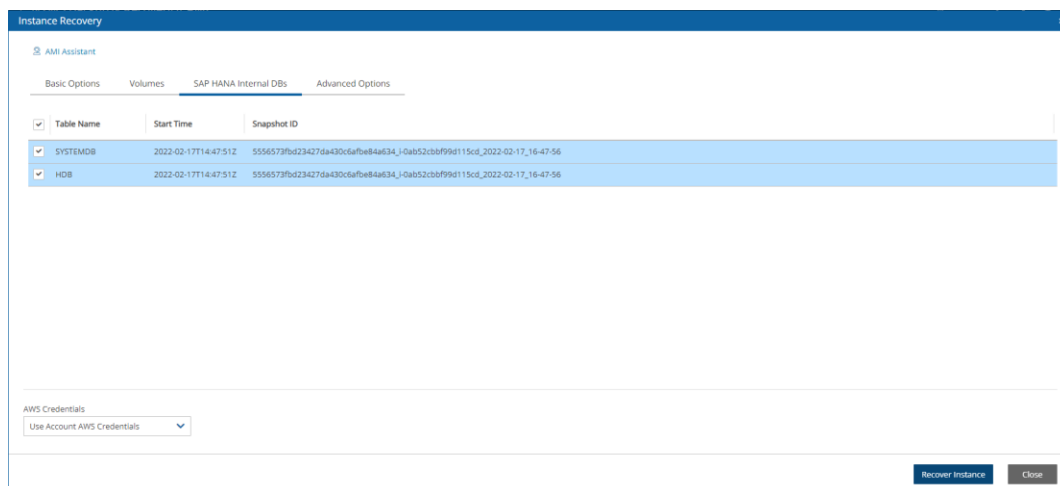 Instance Recovery
AMI Assistant
Basic Options Volumes SAP HANA Internal DBs Advanced Options
Table Name Start Time Snapshot ID
SYSTEMDB 2022-02-17T14:47:51Z 5556573fbd23427da430c6afbe84a634_i-0ab52cbbf99d115cd_2022-02-17_16-47-56
HDB 2022-02-17T14:47:51Z 5556573fbd23427da430c6afbe84a634_i-0ab52cbbf99d115cd_2022-02-17_16-47-56
AWS Credentials
Use Account AWS Credentials
Recover Instance Close